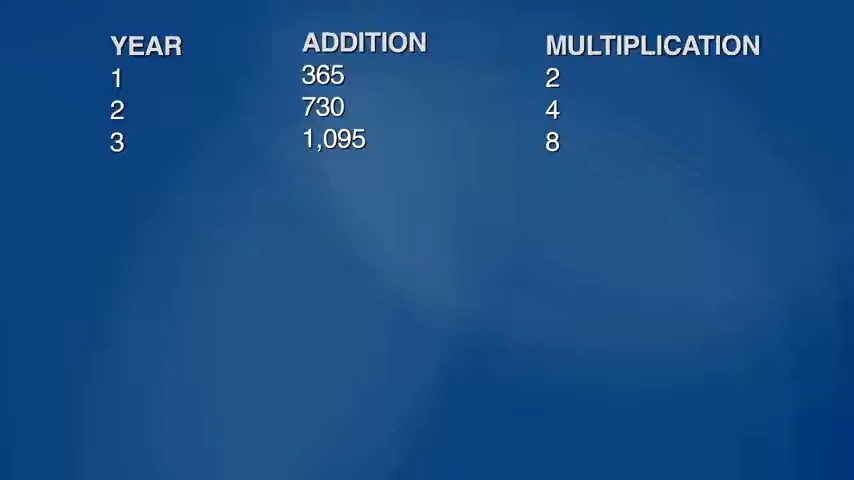 YEAR ADDITION MULTIPLICATION
1 365 2
2 730 4
3 1,095 8